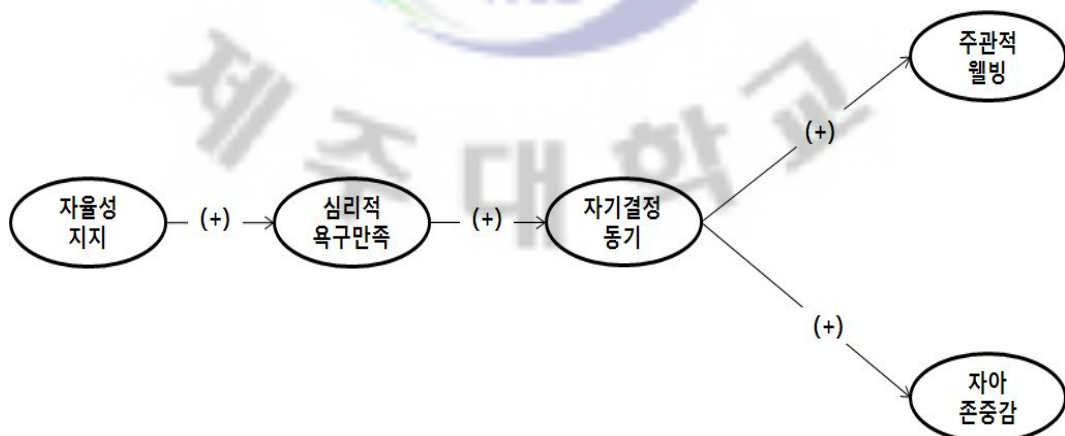 주관적
웰빙
(+)
자율성
지지
(+)
심리적
욕구만족
(+)
자기결정
동기
(+)
자아
존중감
제주대학교